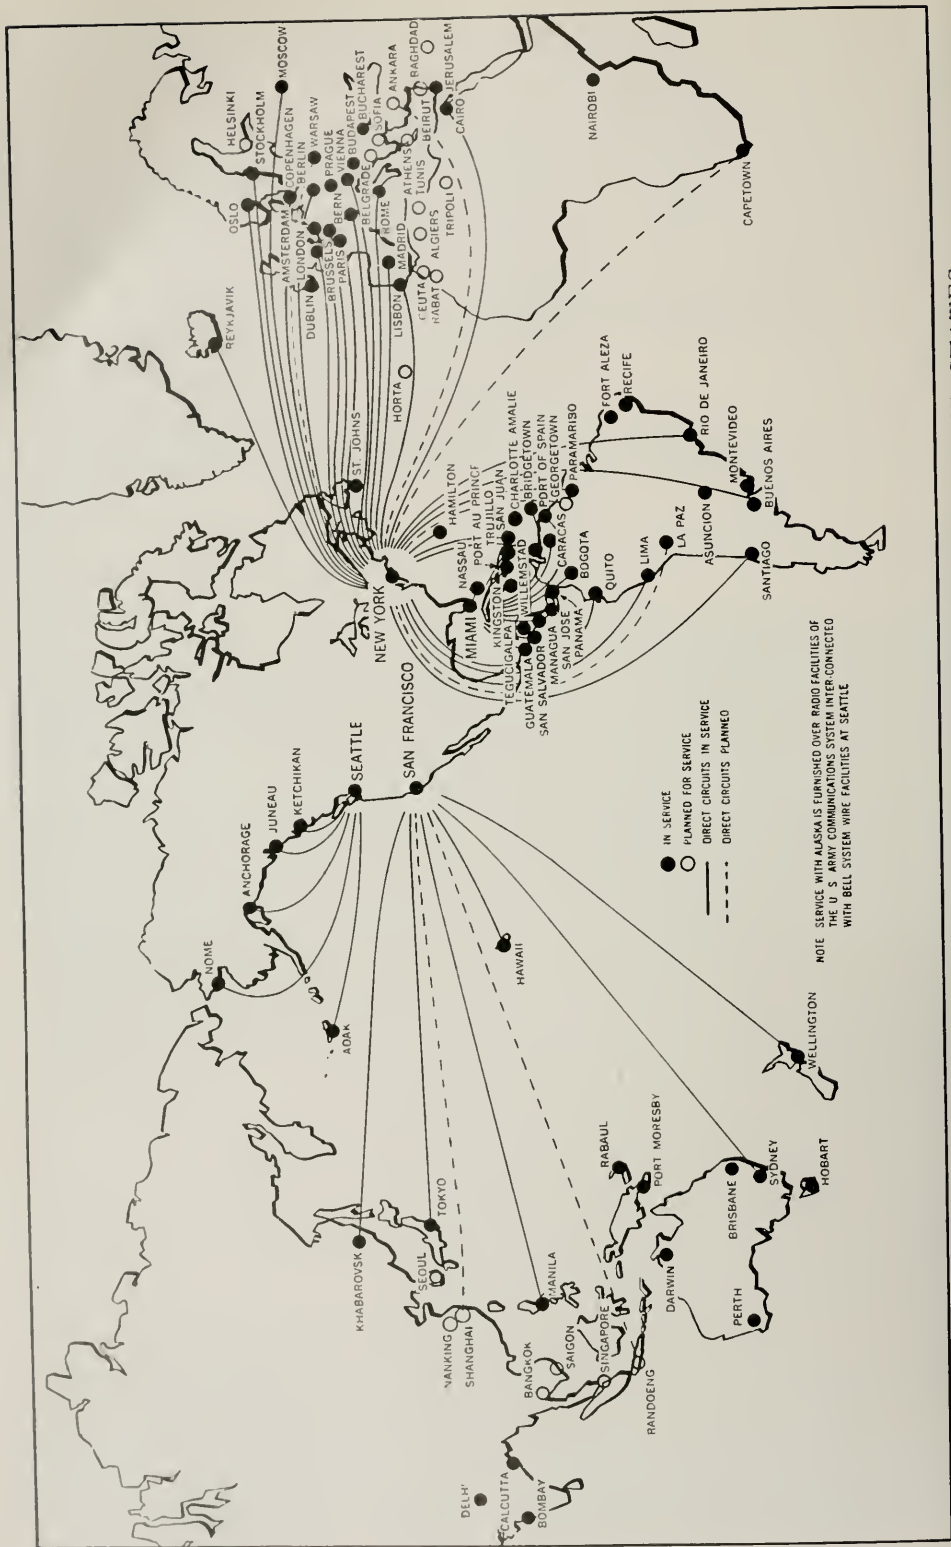 NOME
ANCHORAGE
JUNEAU
KETCHIKAN
ADAK
SEATTLE
SAN FRANCISCO
HAWAII
KHABAROVSK
TOKYO
SEOUL
NANKING
SHANGHAI
MANILA
BANGKOK
SAIGON
SINGAPORE
DELHI
CALCUTTA
BOMBAY
RANDOENG
RABAUL
PORT MORESBY
DARWIN
PERTH
BRISBANE
SYDNEY
HOBART
WELLINGTON
NEW YORK
MIAMI
NASSAU
PORT AU PRINCE
TRUJILLO
SAN JUAN
HAMILTON
ST. JOHNS
CHARLOTTE AMALIE
BRIDGETOWN
PORT OF SPAIN
GEORGETOWN
PARAMARIBO
KINGSTON
WILLEMSTAD
TEGUCIGALPA
GUATEMALA
SAN SALVADOR
MANAGUA
SAN JOSE
PANAMA
CARACAS
BOGOTA
QUITO
LIMA
LA PAZ
ASUNCION
SANTIAGO
MONTEVIDEO
BUENOS AIRES
RIO DE JANEIRO
RECIFE
FORT ALEZA
REYKJAVIK
OSLO
HELSINKI
STOCKHOLM
MOSCOW
COPENHAGEN
BERLIN
WARSAW
AMSTERDAM
LONDON
DUBLIN
BRUSSELS
PARIS
BERN
PRAGUE
VIENNA
BUDAPEST
BUCHAREST
BELGRADE
SOFIA
ANKARA
BAGHDAD
ROME
ATHENS
BEIRUT
JERUSALEM
CAIRO
MADRID
LISBON
TUNIS
ALGIERS
TRIPOLI
CEUTA
RABAT
HORTA
NAIROBI
CAPETOWN
IN SERVICE
PLANNED FOR SERVICE
DIRECT CIRCUITS IN SERVICE
DIRECT CIRCUITS PLANNED
NOTE SERVICE WITH ALASKA IS FURNISHED OVER RADIO FACILITIES OF
THE U S ARMY COMMUNICATIONS SYSTEM INTER-CONNECTED
WITH BELL SYSTEM WIRE FACILITIES AT SEATTLE